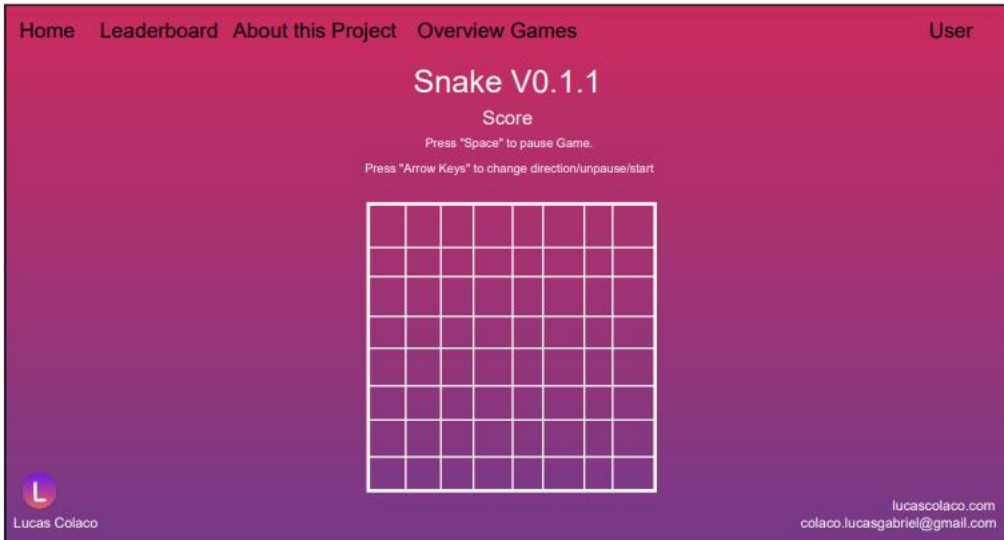 Home Leaderboard About this Project Overview Games User
Snake V0.1.1
Score
Press "Space" to pause Game.
Press "Arrow Keys" to change direction/unpause/start
L
Lucas Colaco
lucascolaco.com
colaco.lucasgabriel@gmail.com